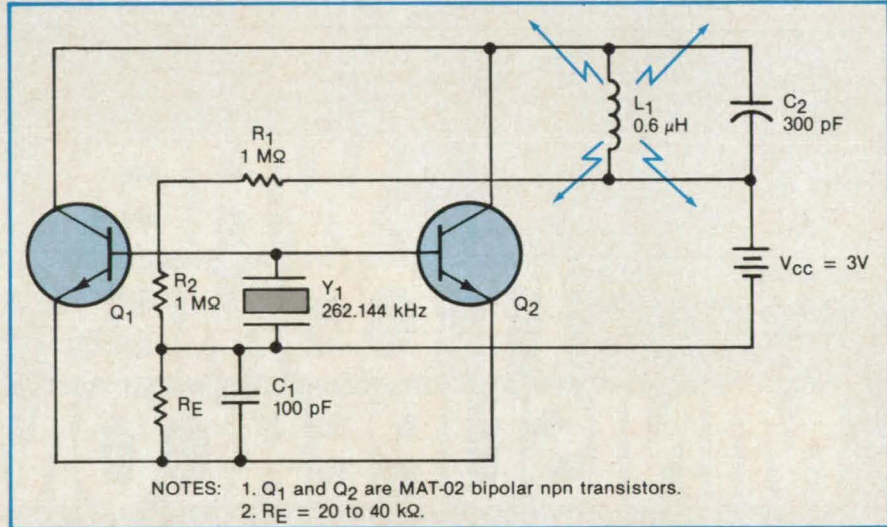 R1
1 MΩ
L1
0.6 μH
C2
300 pF
Q1
R2
1 MΩ
Y1
262.144 kHz
Q2
VCC = 3V
RE
C1
100 pF
NOTES: 1. Q1 and Q2 are MAT-02 bipolar npn transistors.
2. RE = 20 to 40 kΩ.